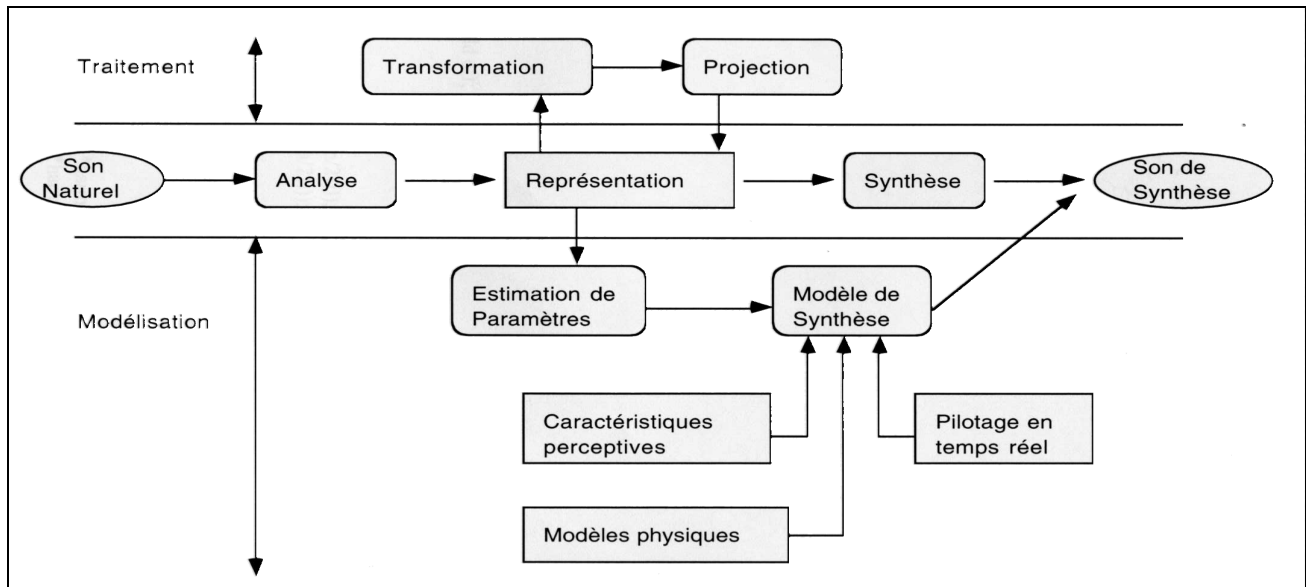 Traitement
Transformation
Projection
Son
Naturel
Analyse
Représentation
Synthèse
Son de
Synthèse
Modélisation
Estimation de
Paramètres
Modèle de
Synthèse
Caractéristiques
perceptives
Pilotage en
temps réel
Modèles physiques